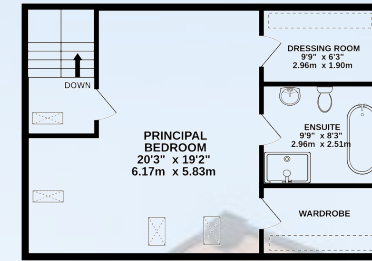 DRESSING ROOM
9'9" x 6'3"
2.96m x 1.90m
DOWN
PRINCIPAL
BEDROOM
20'3" x 19'2"
6.17m x 5.83m
ENSUITE
9'9" x 8'3"
2.96m x 2.51m
WARDROBE